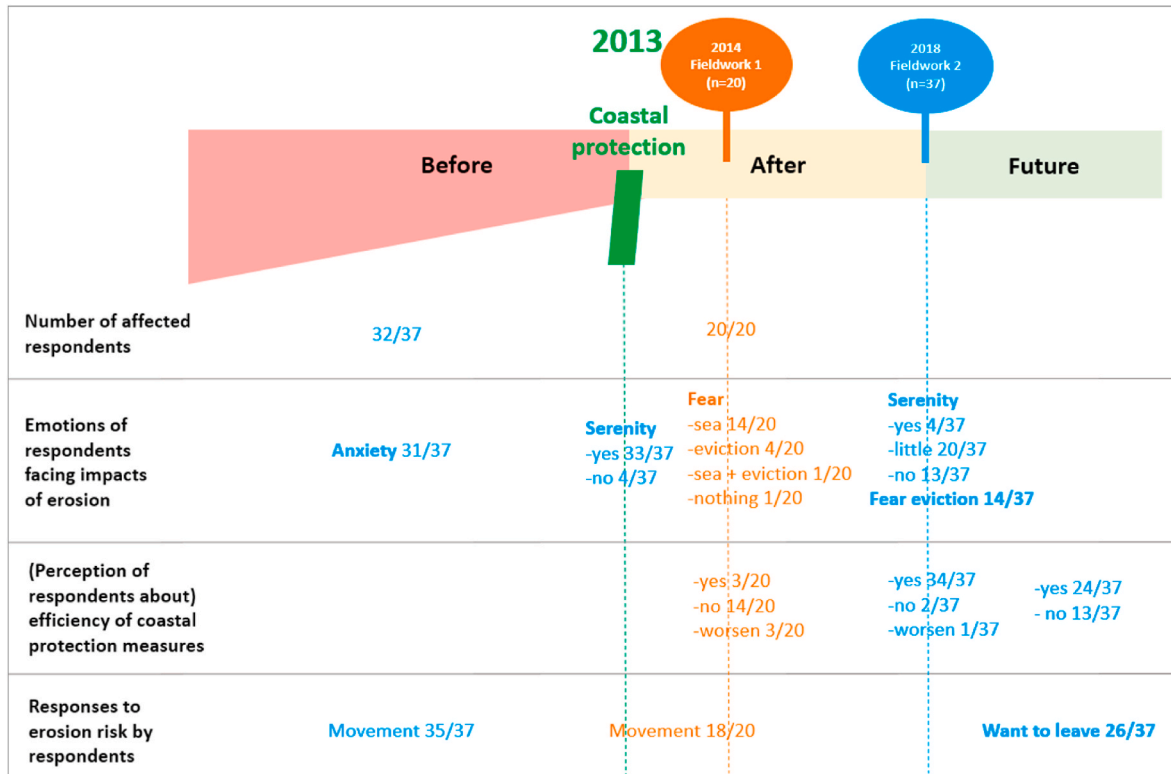 2013
2014
Fieldwork 1
(n=20)
2018
Fieldwork 2
(n=37)
Coastal
protection
Before
After
Future
Number of affected
respondents
32/37
20/20
Emotions of
respondents
facing impacts
of erosion
Anxiety 31/37
Serenity
-yes 33/37
-no 4/37
Fear
-sea 14/20
-eviction 4/20
-sea + eviction 1/20
-nothing 1/20
Serenity
-yes 4/37
-little 20/37
-no 13/37
Fear eviction 14/37
(Perception of
respondents about)
efficiency of coastal
protection measures
-yes 3/20
-no 14/20
-worsen 3/20
-yes 34/37
-no 2/37
-worsen 1/37
-yes 24/37
- no 13/37
Responses to
erosion risk by
respondents
Movement 35/37
Movement 18/20
Want to leave 26/37